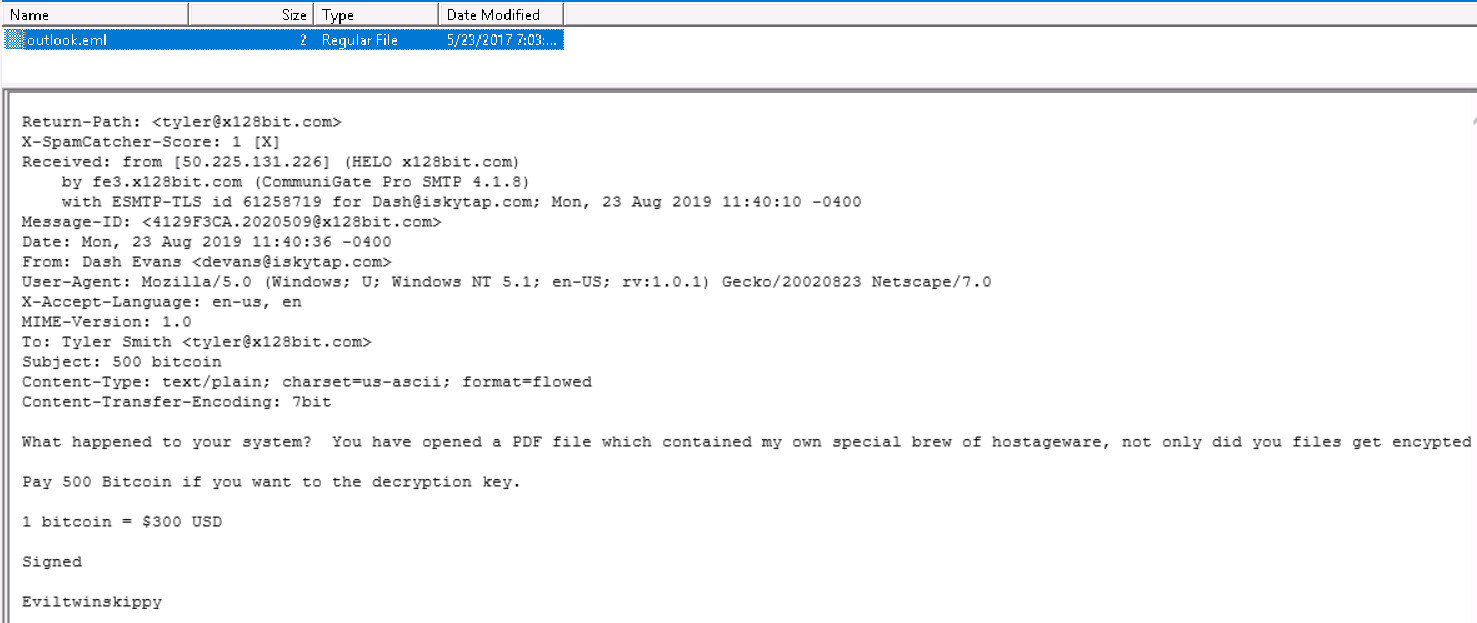 Name Size Type Date Modified
outlook.eml 2 Regular File 5/23/2017 7:03:...
Return-Path: <tyler@x128bit.com>
X-SpamCatcher-Score: 1 [X]
Received: from [50.225.131.226] (HELO x128bit.com)
by fe3.x128bit.com (CommuniGate Pro SMTP 4.1.8)
with ESMTP-TLS id 61258719 for Dash@iskytap.com; Mon, 23 Aug 2019 11:40:10 -0400
Message-ID: <4129F3CA.2020509@x128bit.com>
Date: Mon, 23 Aug 2019 11:40:36 -0400
From: Dash Evans <devans@iskytap.com>
User-Agent: Mozilla/5.0 (Windows; U; Windows NT 5.1; en-US; rv:1.0.1) Gecko/20020823 Netscape/7.0
X-Accept-Language: en-us, en
MIME-Version: 1.0
To: Tyler Smith <tyler@x128bit.com>
Subject: 500 bitcoin
Content-Type: text/plain; charset=us-ascii; format=flowed
Content-Transfer-Encoding: 7bit
What happened to your system?  You have opened a PDF file which contained my own special brew of hostageware, not only did you files get encypted
Pay 500 Bitcoin if you want to the decryption key.
1 bitcoin = $300 USD
Signed
Eviltwinskippy